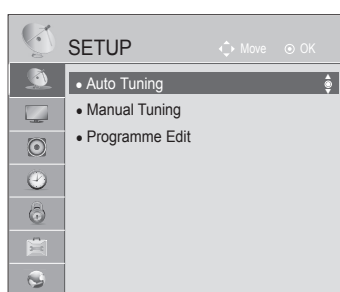 SETUP
Move
OK
● Auto Tuning
● Manual Tuning
● Programme Edit